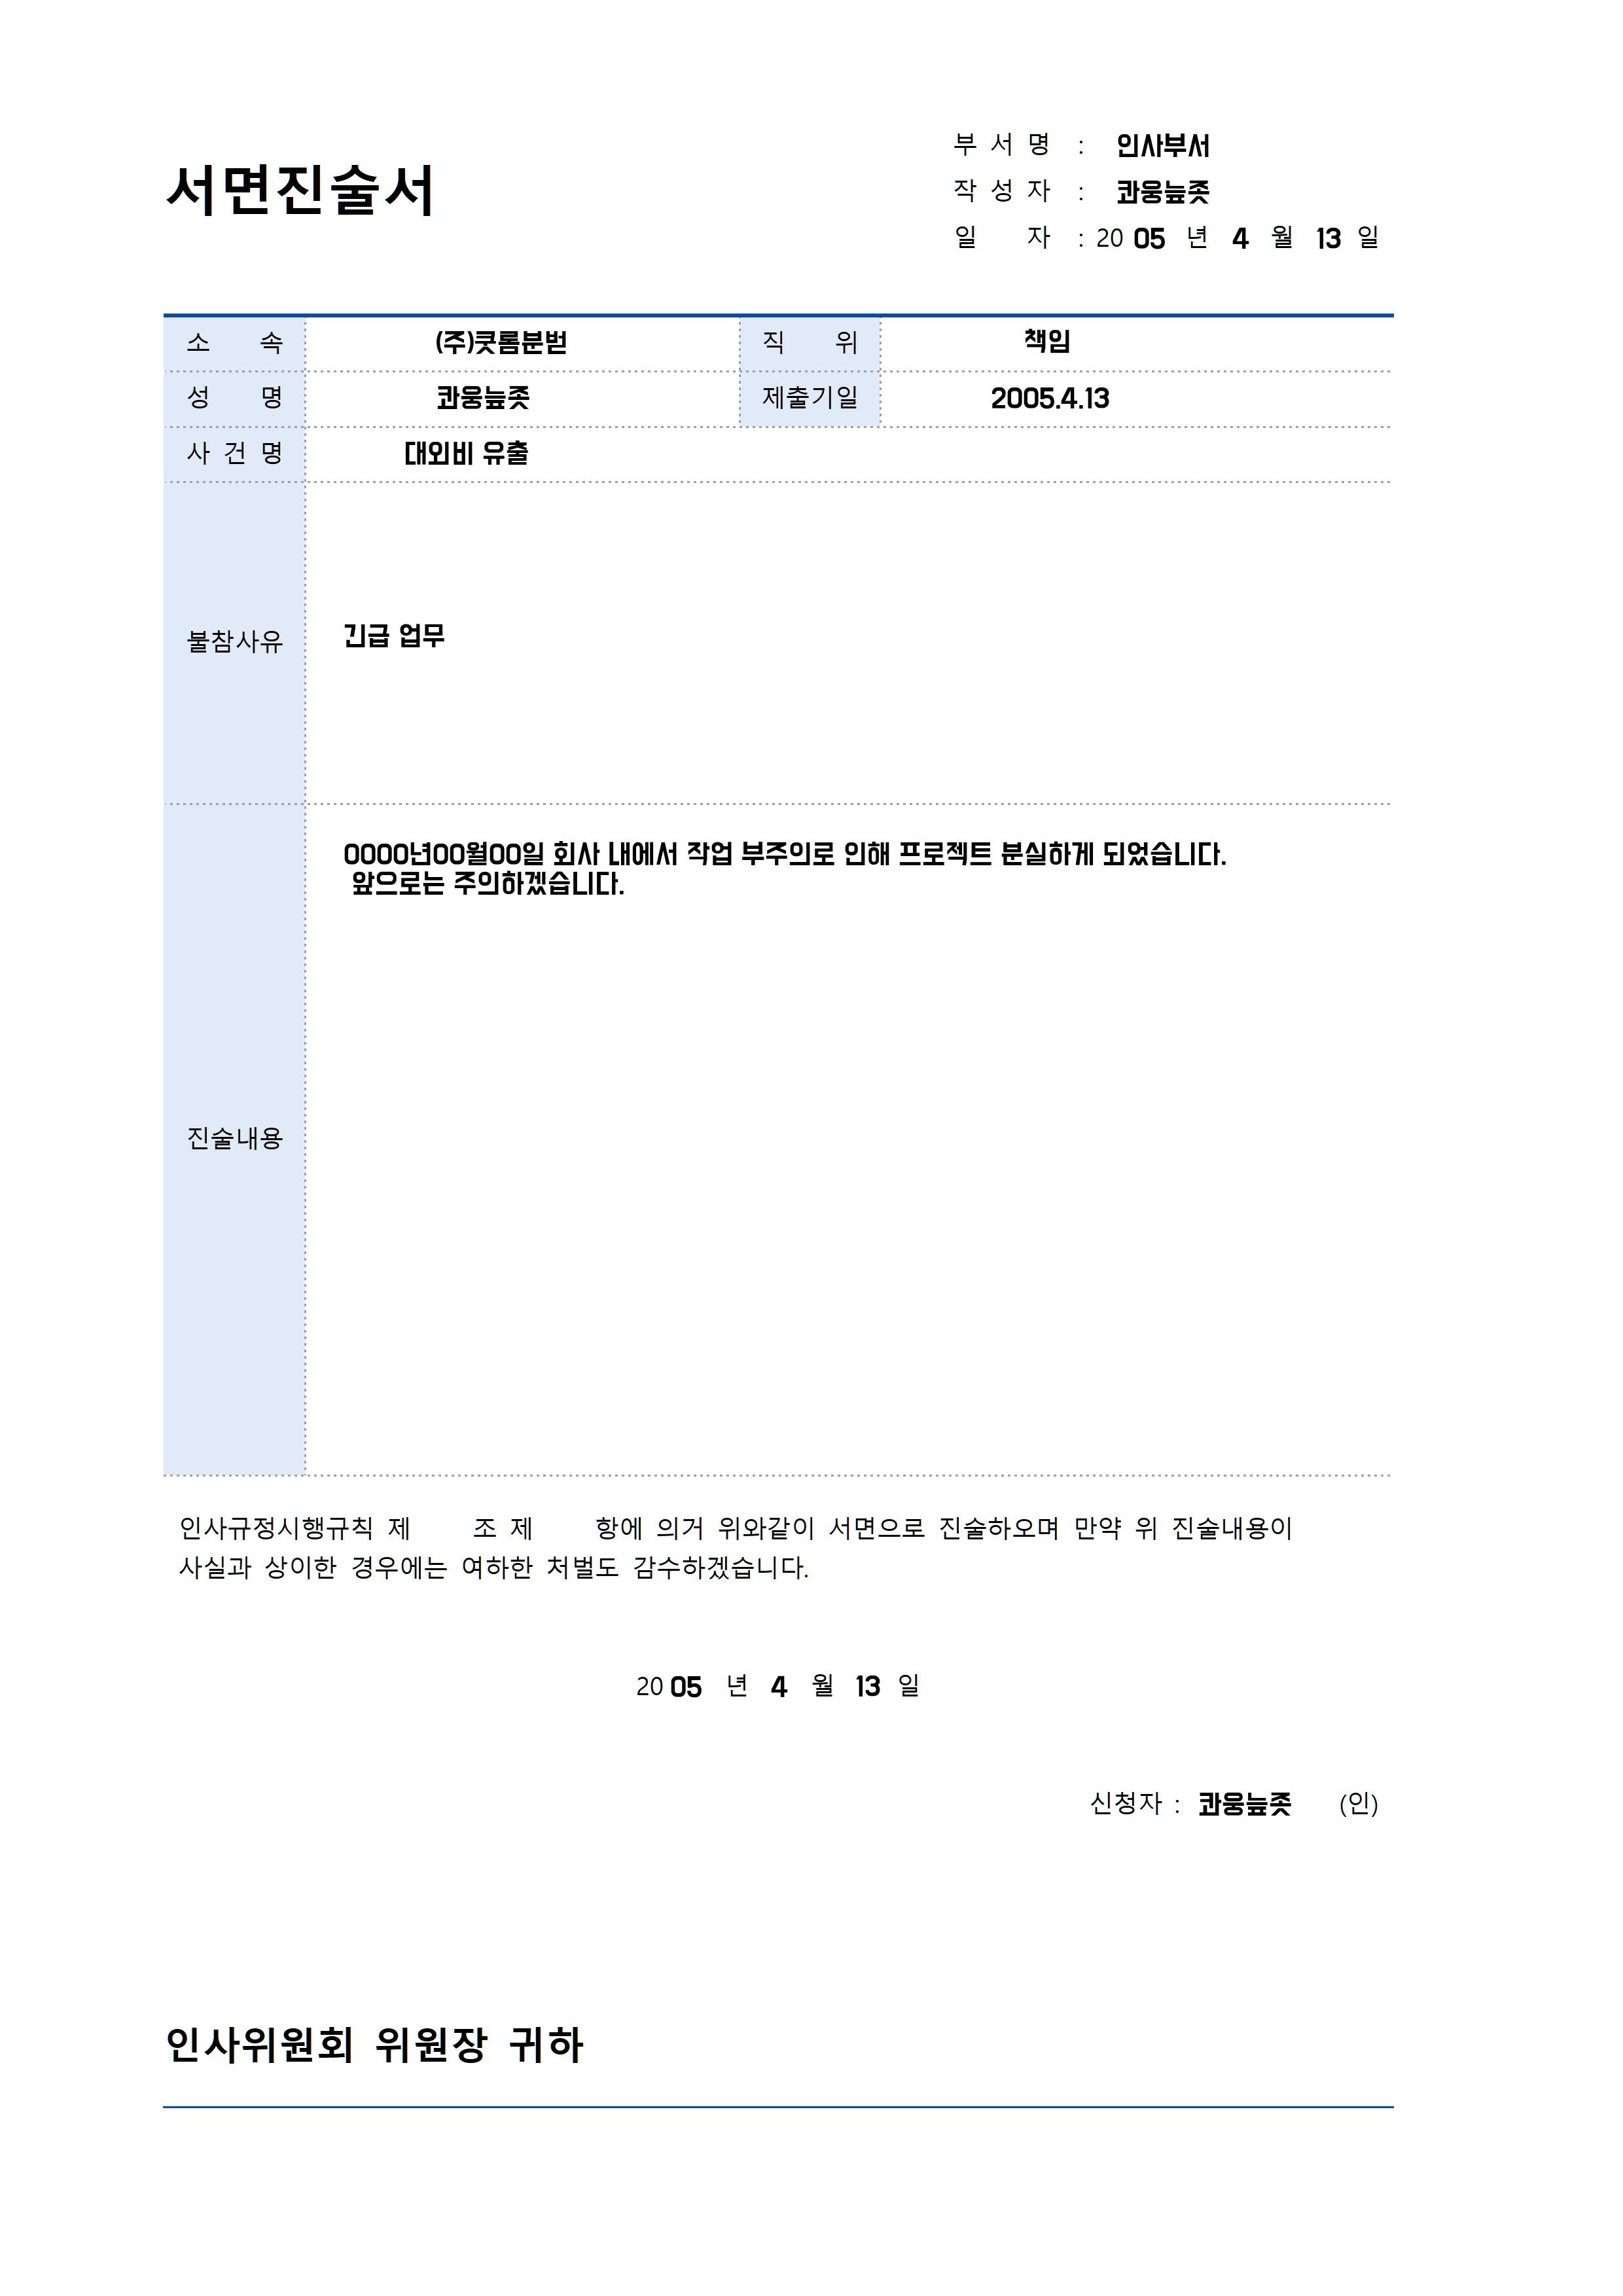 서면진술서
부 서 명 : 인사부서
작 성 자 : 콰웅늪좃
일 자 : 20 05 년 4 월 13 일
소 속 (주)쿳롬분범 직 위 책임
성 명 콰웅늪좃 제출기일 2005.4.13
사 건 명 대외비 유출
불참사유 긴급 업무
0000년00월00일 회사 내에서 작업 부주의로 인해 프로젝트 분실하게 되었습니다.
앞으로는 주의하겠습니다.
진술내용
인사규정시행규칙 제 조 제 항에 의거 위와같이 서면으로 진술하오며 만약 위 진술내용이
사실과 상이한 경우에는 여하한 처벌도 감수하겠습니다.
20 05 년 4 월 13 일
신청자 : 콰웅늪좃 (인)
인사위원회 위원장 귀하